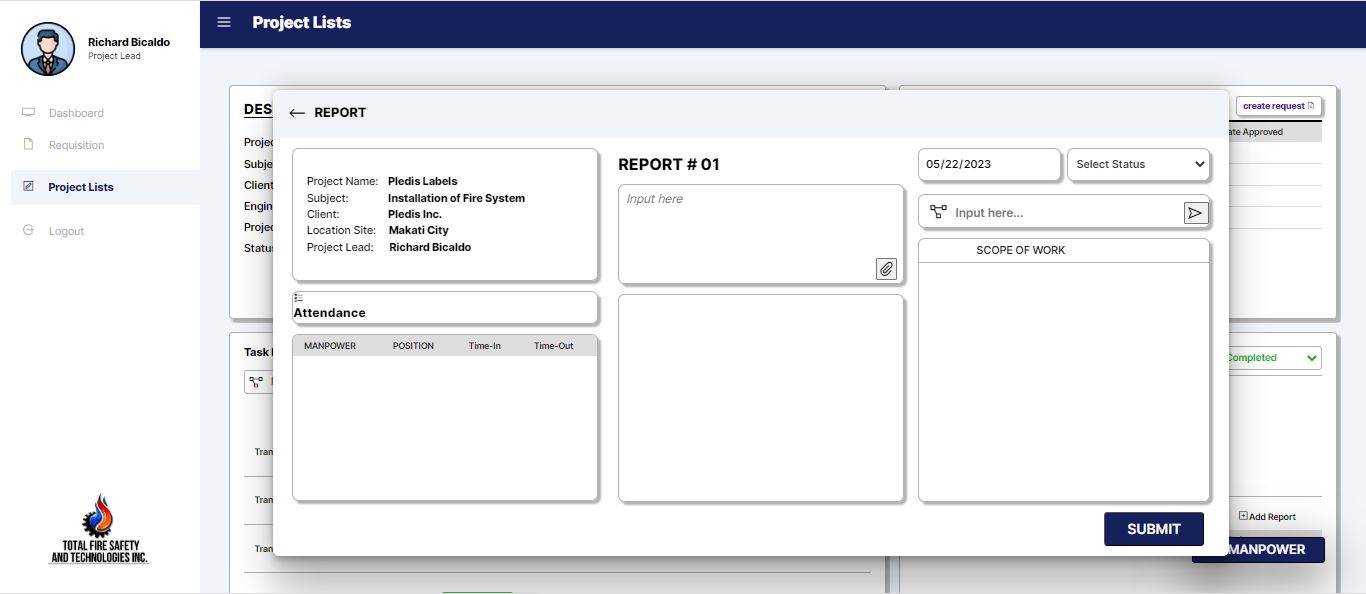 Richard Bicaldo
Project Lead
Dashboard
Requisition
Project Lists
Logout
TOTAL FIRE SAFETY
AND TECHNOLOGIES INC.
Project Lists
DES
Projec
Subje
Client
Engin
Projec
Status
Task
Tran
Tran
Tran
REPORT
Project Name: Pledis Labels
Subject: Installation of Fire System
Client: Pledis Inc.
Location Site: Makati City
Project Lead: Richard Bicaldo
Attendance
MANPOWER POSITION Time-In Time-Out
REPORT # 01
Input here
05/22/2023 Select Status
Input here...
SCOPE OF WORK
SUBMIT
create request
ate Approved
Completed
Add Report
MANPOWER